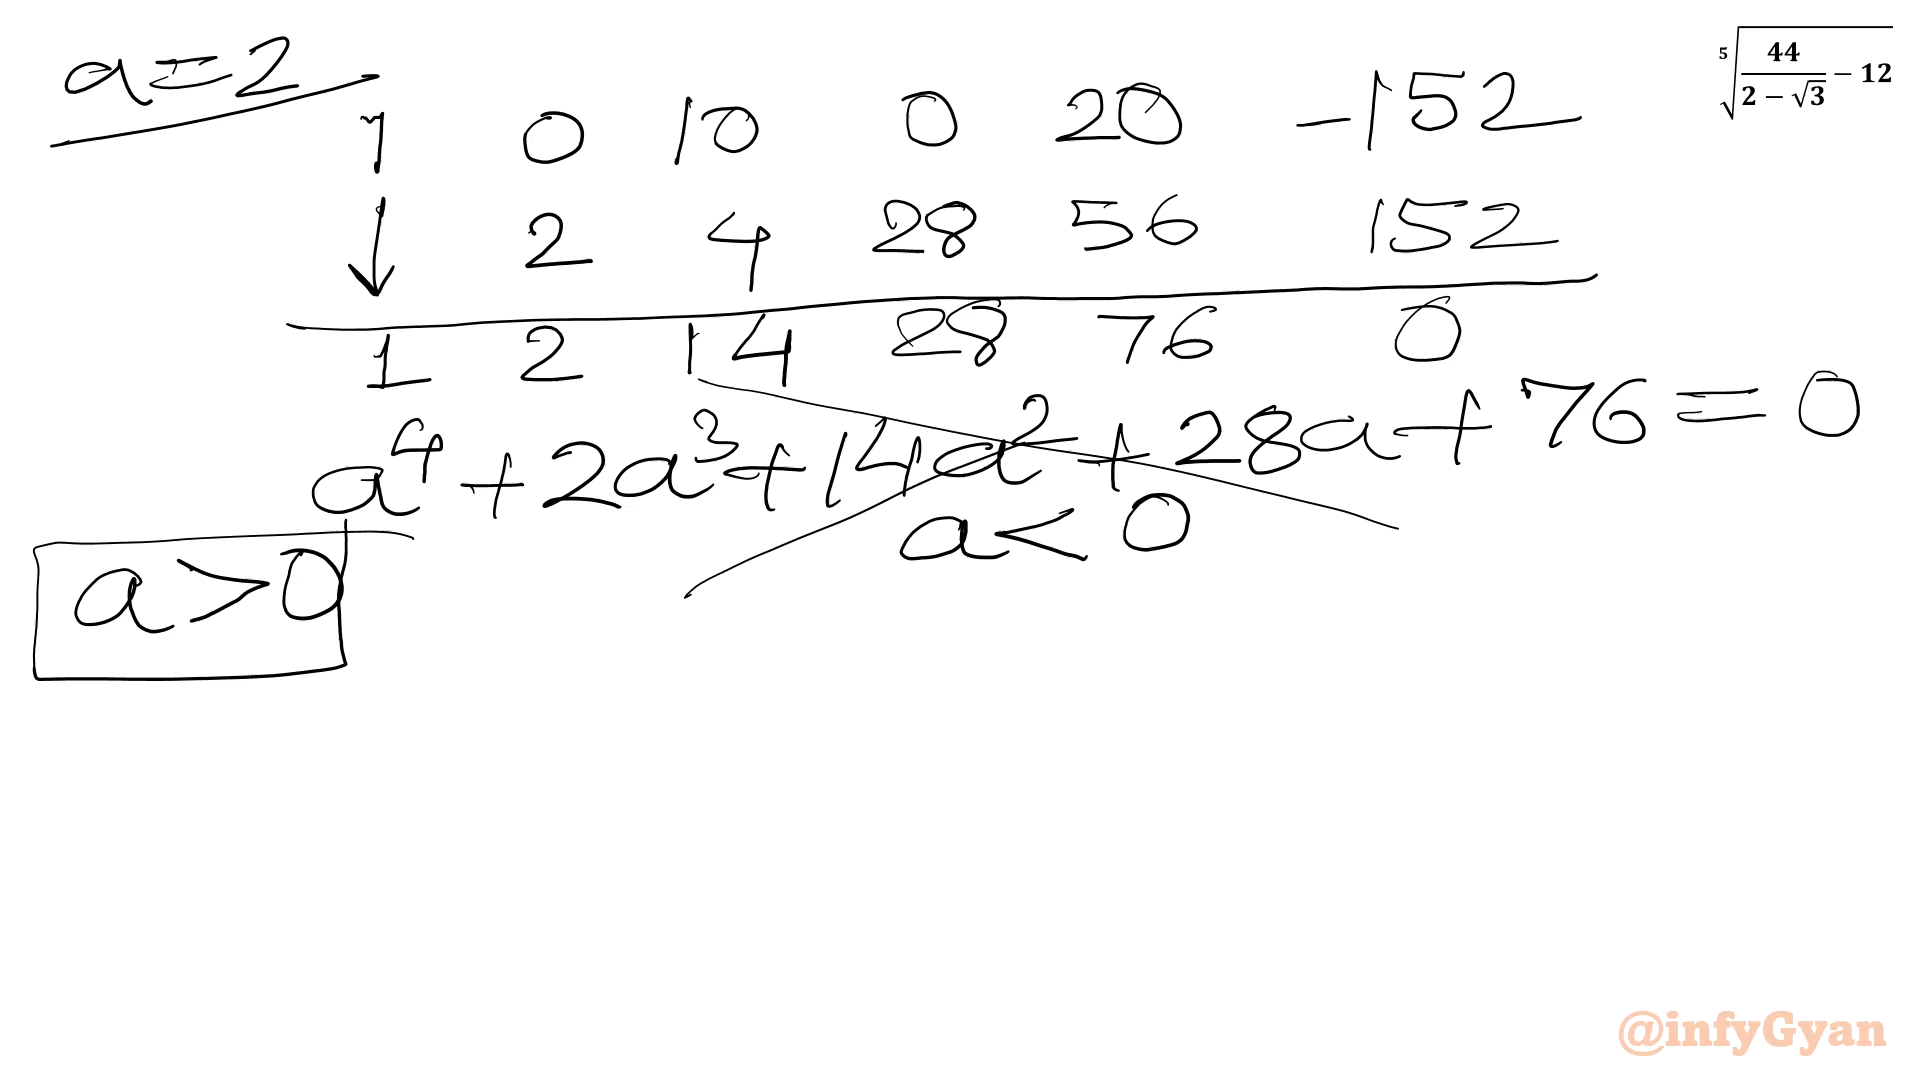 a=2
1 0 10 0 20 -152
2 4 28 56 152
1 2 14 28 76 0
a⁴+2a³+14a²+28a+76=0
a<0
a>0
⁵√(44/(2−√3) − 12)
@infyGyan